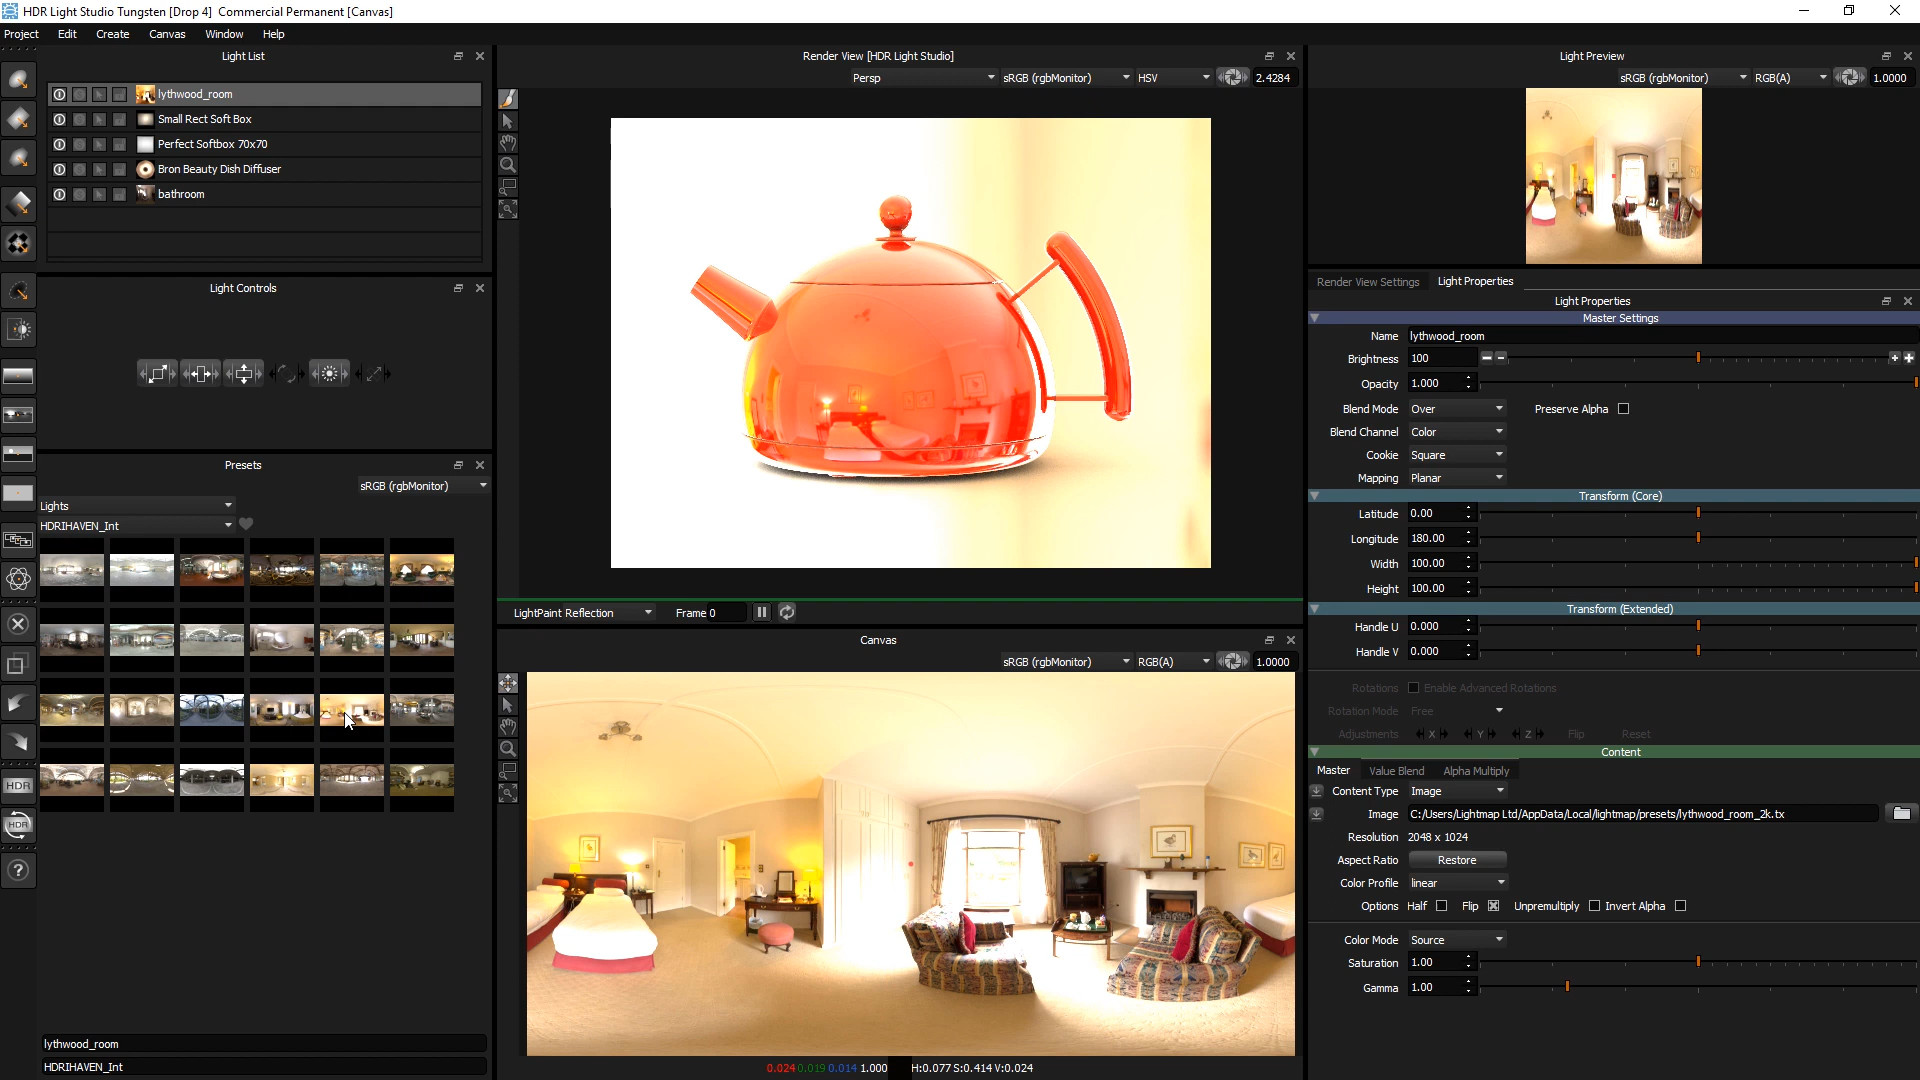 HDR Light Studio Tungsten [Drop 4]  Commercial Permanent [Canvas]
Project Edit Create Canvas Window Help
Light List
lythwood_room
Small Rect Soft Box
Perfect Softbox 70x70
Bron Beauty Dish Diffuser
bathroom
Light Controls
Presets
sRGB (rgbMonitor)
Lights
HDRIHAVEN_Int
HDR
HDR
?
lythwood_room
HDRIHAVEN_Int
Render View [HDR Light Studio]
Persp sRGB (rgbMonitor) HSV 2.4284
LightPaint Reflection Frame 0
Canvas
sRGB (rgbMonitor) RGB(A) 1.0000
0.024 0.019 0.014 1.000 H:0.077 S:0.414 V:0.024
Light Preview
sRGB (rgbMonitor) RGB(A) 1.0000
Render View Settings Light Properties
Light Properties
Master Settings
Name lythwood_room
Brightness 100
Opacity 1.000
Blend Mode Over Preserve Alpha
Blend Channel Color
Cookie Square
Mapping Planar
Transform (Core)
Latitude 0.00
Longitude 180.00
Width 100.00
Height 100.00
Transform (Extended)
Handle U 0.000
Handle V 0.000
Rotations Enable Advanced Rotations
Rotation Mode Free
Adjustments X Y Z Flip Reset
Content
Master Value Blend Alpha Multiply
Content Type Image
Image C:/Users/Lightmap Ltd/AppData/Local/lightmap/presets/lythwood_room_2k.tx
Resolution 2048 x 1024
Aspect Ratio Restore
Color Profile linear
Options Half Flip Unpremultiply Invert Alpha
Color Mode Source
Saturation 1.00
Gamma 1.00